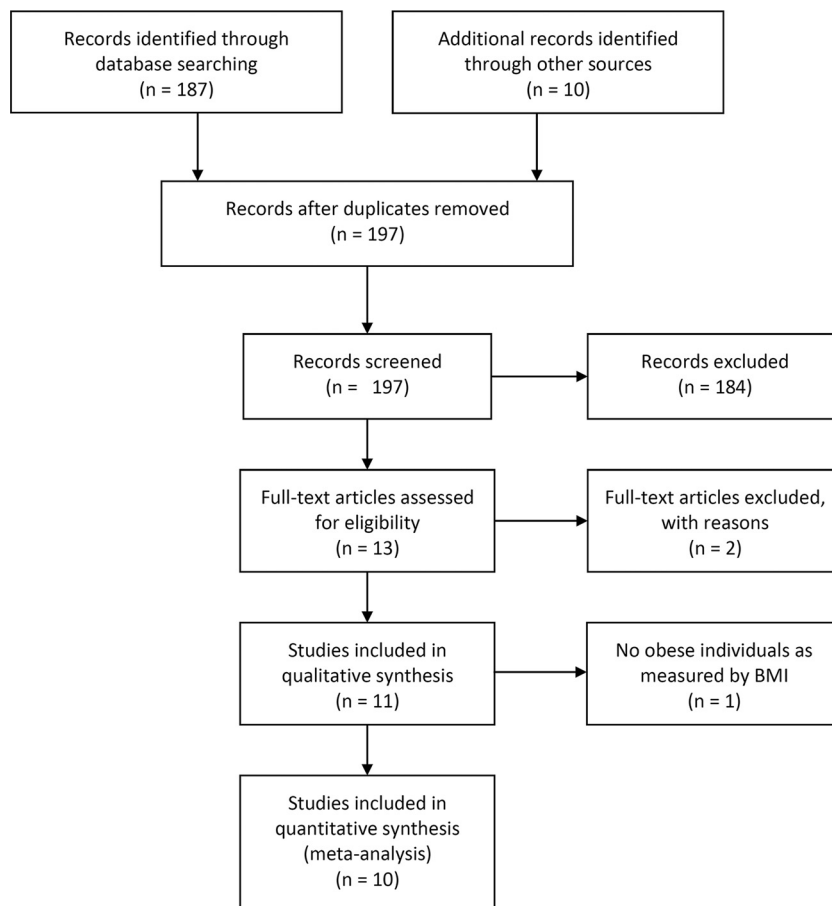 Records identified through
database searching
(n = 187)
Additional records identified
through other sources
(n = 10)
Records after duplicates removed
(n = 197)
Records screened
(n = 197)
Records excluded
(n = 184)
Full-text articles assessed
for eligibility
(n = 13)
Full-text articles excluded,
with reasons
(n = 2)
Studies included in
qualitative synthesis
(n = 11)
No obese individuals as
measured by BMI
(n = 1)
Studies included in
quantitative synthesis
(meta-analysis)
(n = 10)